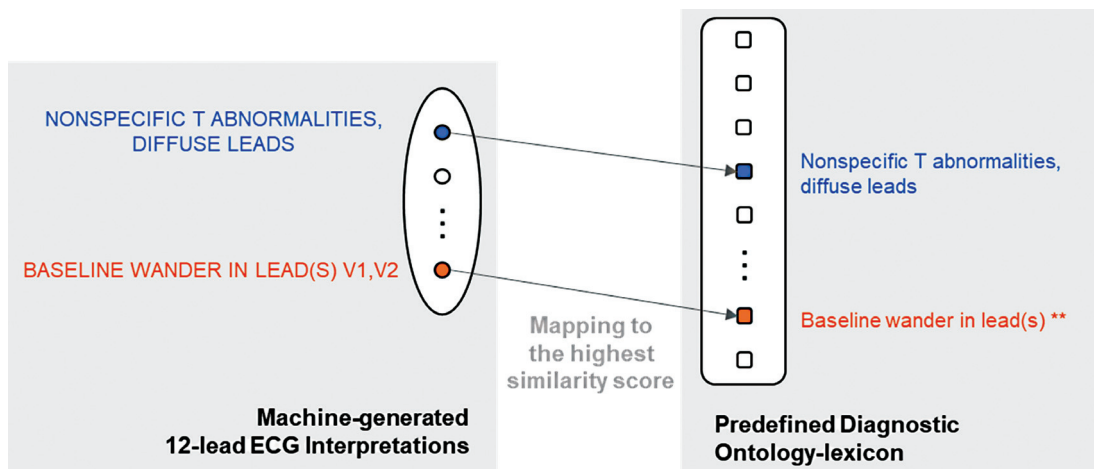 NONSPECIFIC T ABNORMALITIES,
DIFFUSE LEADS
BASELINE WANDER IN LEAD(S) V1,V2
Machine-generated
12-lead ECG Interpretations
Mapping to
the highest
similarity score
Nonspecific T abnormalities,
diffuse leads
Baseline wander in lead(s) **
Predefined Diagnostic
Ontology-lexicon